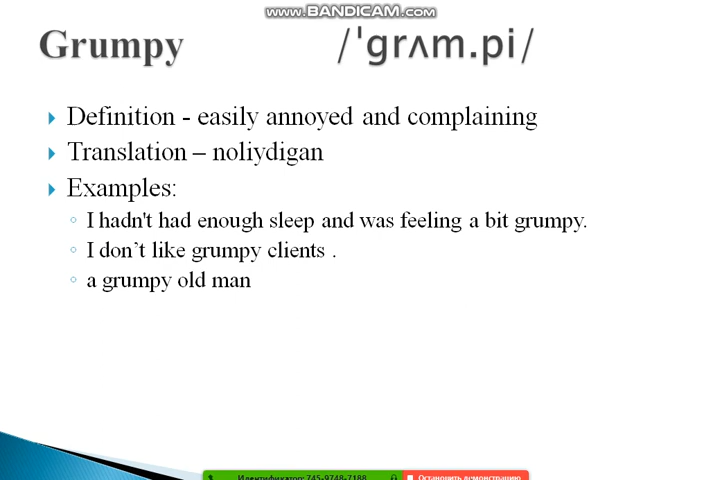 www.BANDICAM.com
Grumpy /ˈɡrʌm.pi/
Definition - easily annoyed and complaining
Translation – noliydigan
Examples:
I hadn't had enough sleep and was feeling a bit grumpy.
I don’t like grumpy clients .
a grumpy old man
Идентификатор: 745-9748-7188 Остановить демонстрацию